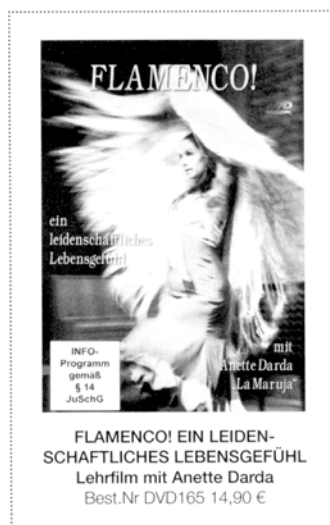 FLAMENCO!
ein
leidenschaftliches
Lebensgefühl
INFO-
Programm
gemäß
§ 14
JuSchG
mit
Anette Darda
„La Maruja“
FLAMENCO! EIN LEIDEN-
SCHAFTLICHES LEBENSGEFÜHL
Lehrfilm mit Anette Darda
Best.Nr DVD165 14,90 €